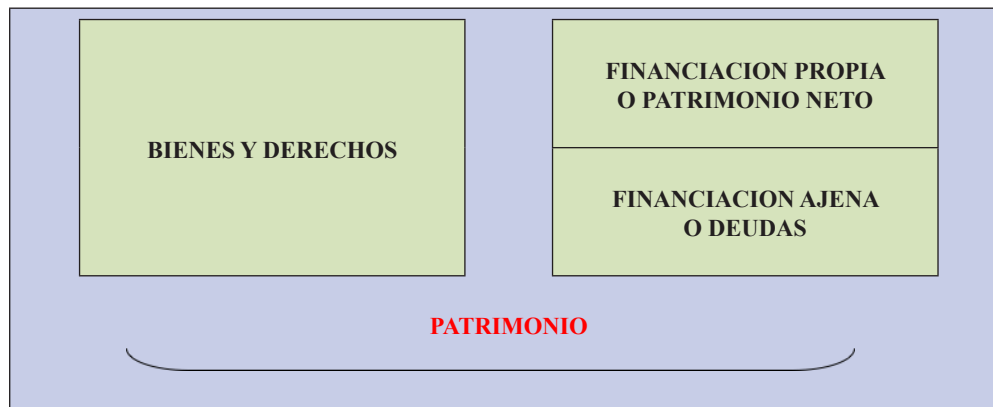 BIENES Y DERECHOS
FINANCIACION PROPIA
O PATRIMONIO NETO
FINANCIACION AJENA
O DEUDAS
PATRIMONIO